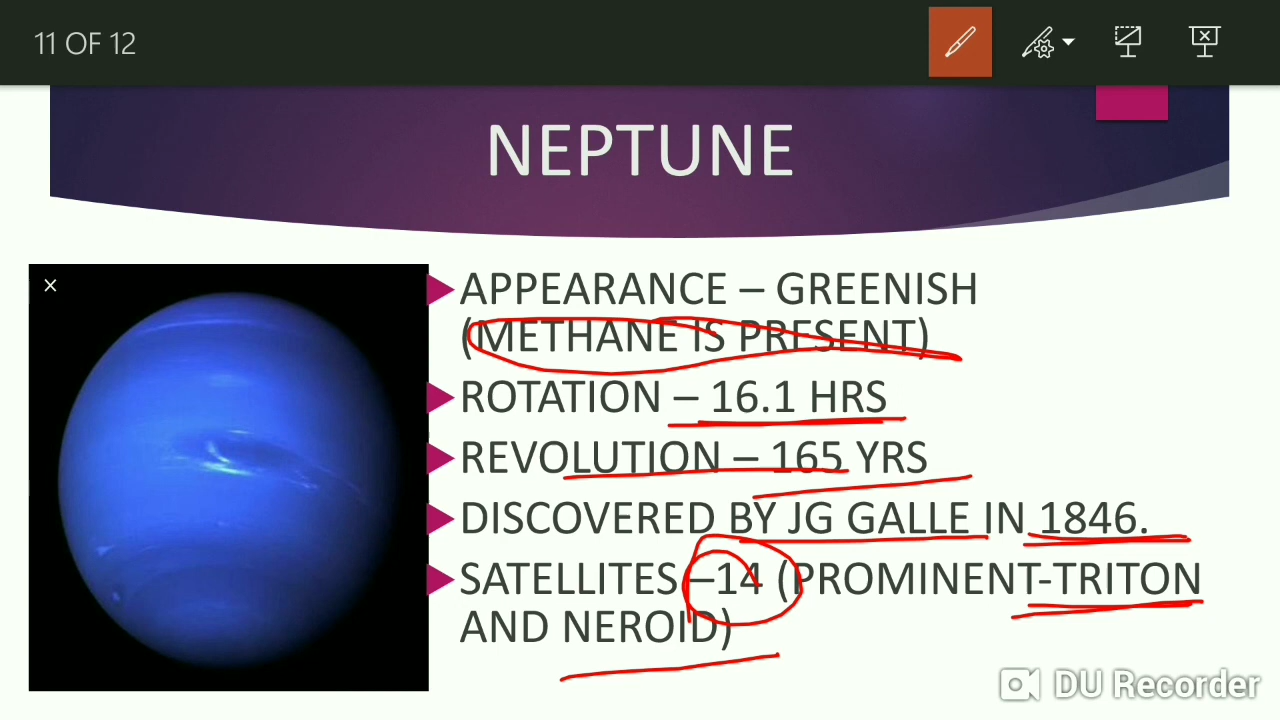 11 OF 12
NEPTUNE
APPEARANCE – GREENISH
(METHANE IS PRESENT)
ROTATION – 16.1 HRS
REVOLUTION – 165 YRS
DISCOVERED BY JG GALLE IN 1846.
SATELLITES –14 (PROMINENT-TRITON
AND NEROID)
DU Recorder